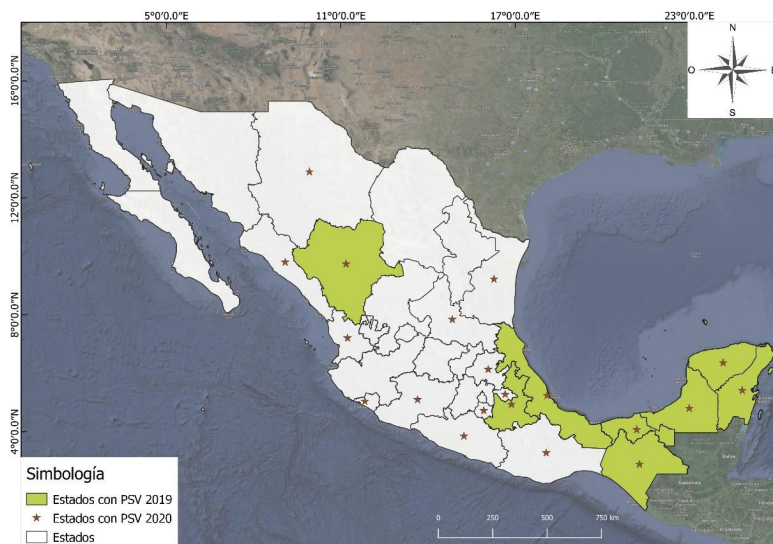 5°0'0.0"E 11°0'0.0"E 17°0'0.0"E 23°0'0.0"E
N
O E
S
16°0'0.0"N
12°0'0.0"N
8°0'0.0"N
4°0'0.0"N
Simbología
Estados con PSV 2019
Estados con PSV 2020
Estados
0 250 500 750 km